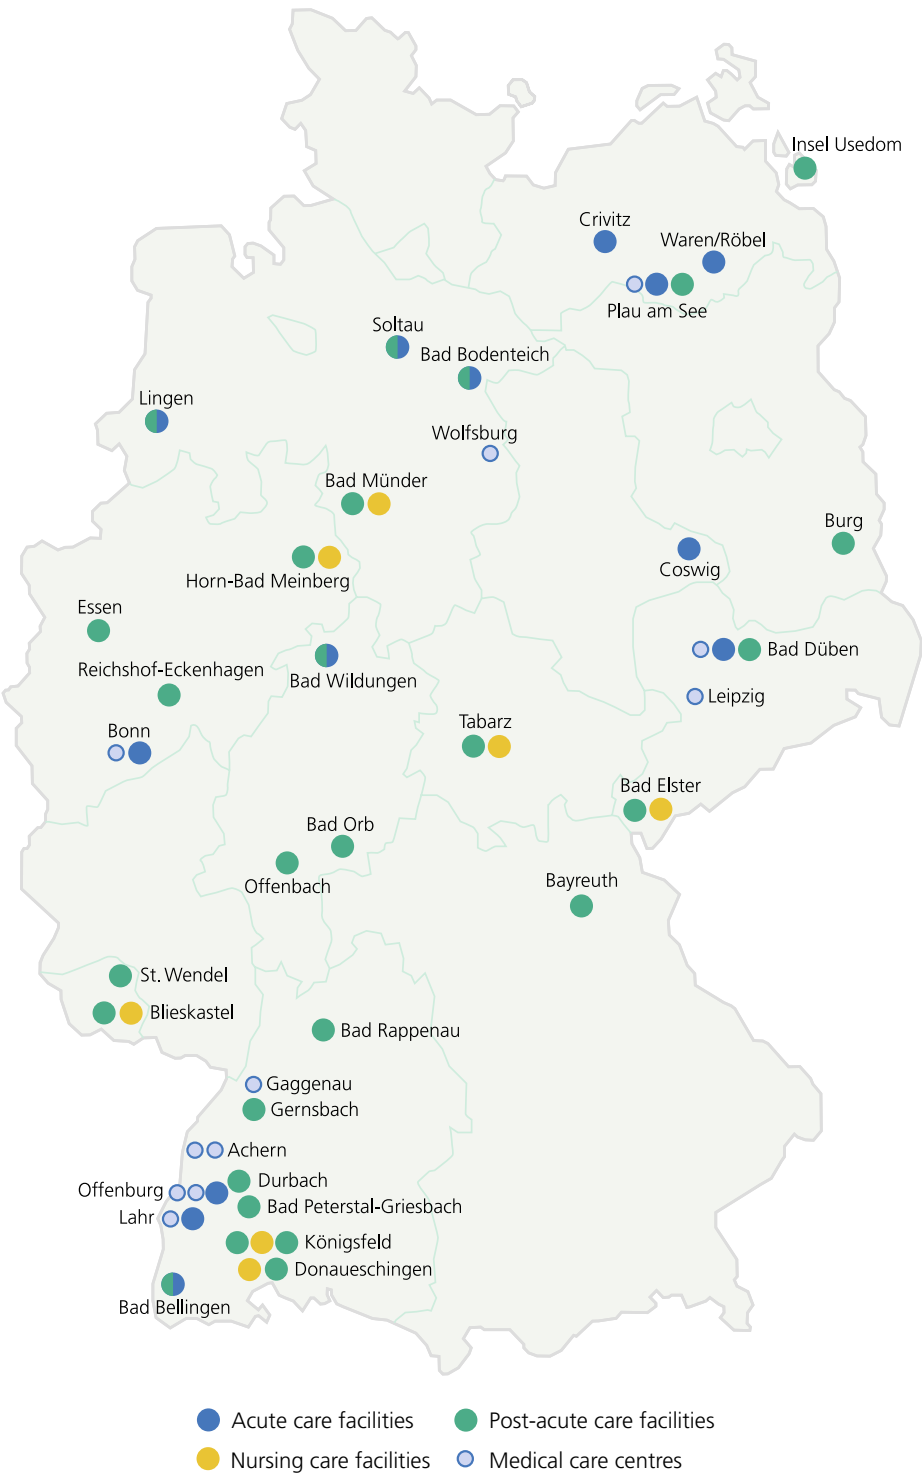 Insel Usedom
Crivitz
Waren/Röbel
Plau am See
Soltau
Bad Bodenteich
Lingen
Wolfsburg
Bad Münder
Burg
Coswig
Horn-Bad Meinberg
Essen
Bad Düben
Reichshof-Eckenhagen
Bad Wildungen
Leipzig
Tabarz
Bonn
Bad Elster
Bad Orb
Offenbach
Bayreuth
St. Wendel
Blieskastel
Bad Rappenau
Gaggenau
Gernsbach
Achern
Durbach
Offenburg
Bad Peterstal-Griesbach
Lahr
Königsfeld
Donaueschingen
Bad Bellingen
Acute care facilities
Post-acute care facilities
Nursing care facilities
Medical care centres